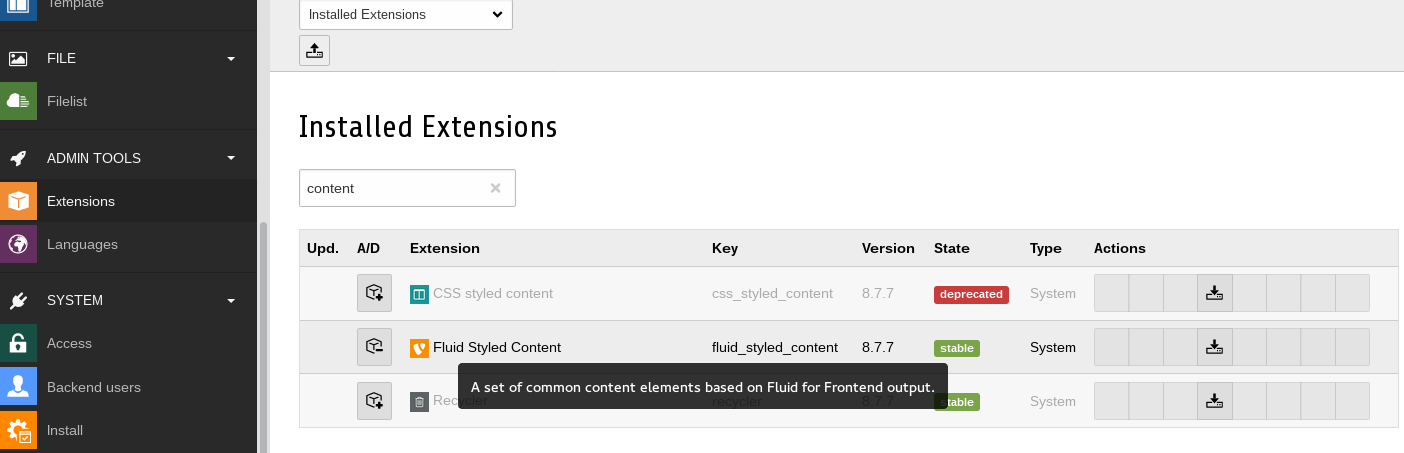 Template
FILE
Filelist
ADMIN TOOLS
Extensions
Languages
SYSTEM
Access
Backend users
Install
Installed Extensions
Installed Extensions
content
Upd. A/D Extension Key Version State Type Actions
CSS styled content css_styled_content 8.7.7 deprecated System
Fluid Styled Content fluid_styled_content 8.7.7 stable System
A set of common content elements based on Fluid for Frontend output.
Recycler recycler 8.7.7 stable System